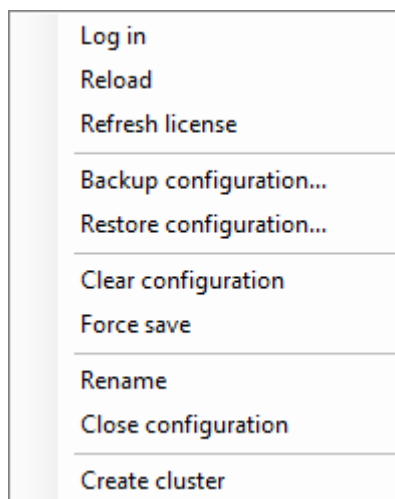 Log in
Reload
Refresh license
Backup configuration...
Restore configuration...
Clear configuration
Force save
Rename
Close configuration
Create cluster